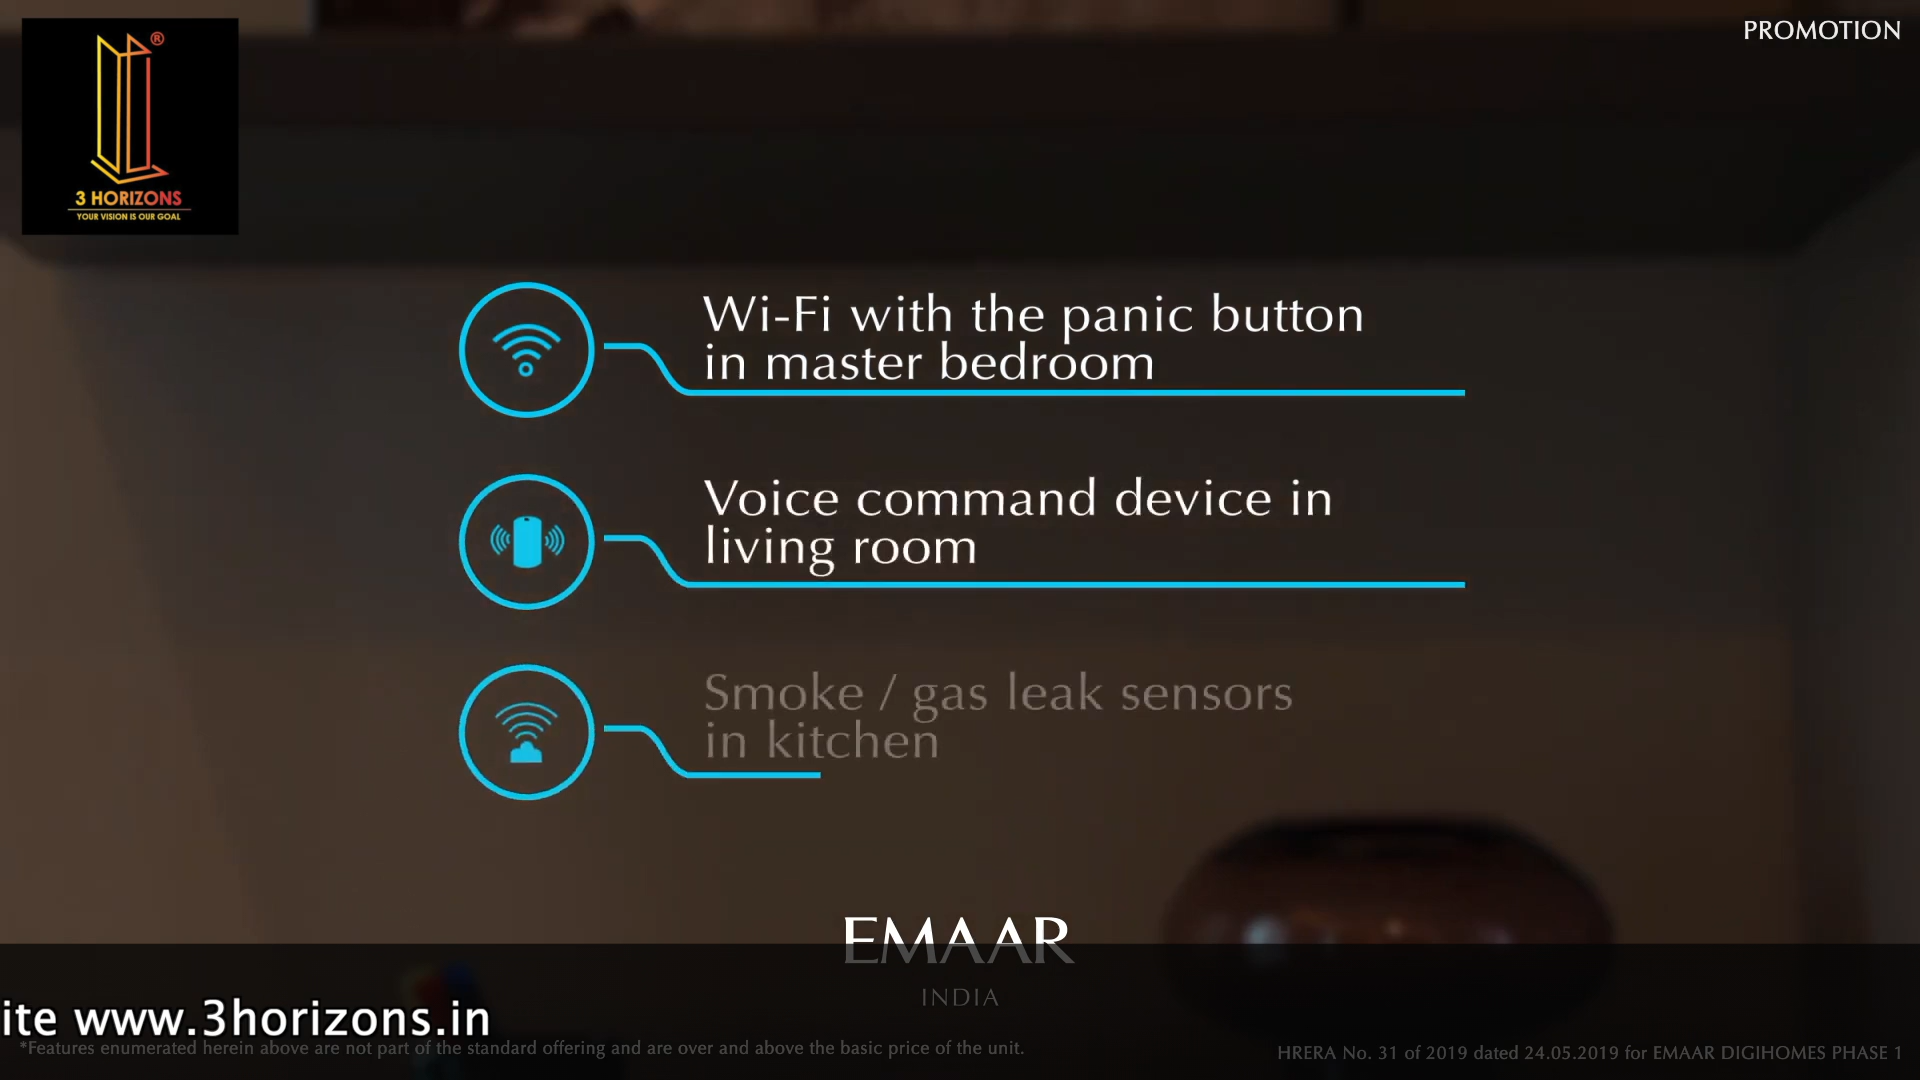 PROMOTION
®
3 HORIZONS
YOUR VISION IS OUR GOAL
Wi-Fi with the panic button
in master bedroom
Voice command device in
living room
Smoke / gas leak sensors
in kitchen
EMAAR
INDIA
ite www.3horizons.in
*Features enumerated herein above are not part of the standard offering and are over and above the basic price of the unit.
HRERA No. 31 of 2019 dated 24.05.2019 for EMAAR DIGIHOMES PHASE 1